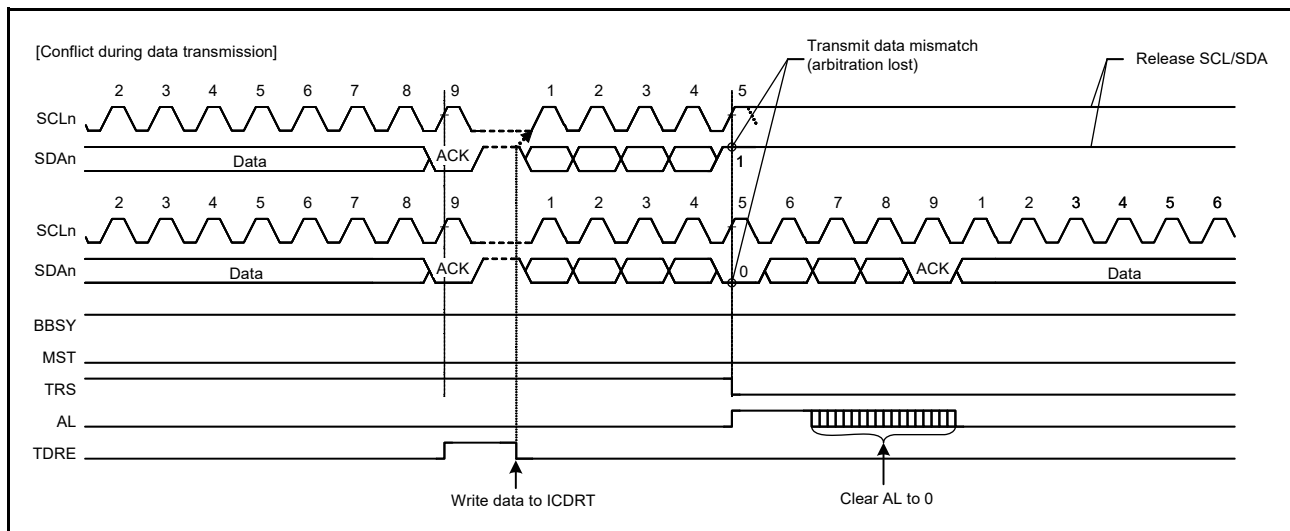 [Conflict during data transmission]
Transmit data mismatch
(arbitration lost)
Release SCL/SDA
2 3 4 5 6 7 8 9 1 2 3 4 5
SCLn
SDAn Data ACK 1
2 3 4 5 6 7 8 9 1 2 3 4 5 6 7 8 9 1 2 3 4 5 6
SCLn
SDAn Data ACK 0 ACK Data
BBSY
MST
TRS
AL
TDRE
Write data to ICDRT
Clear AL to 0